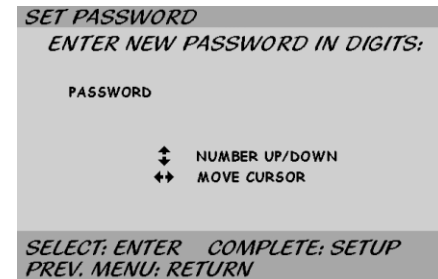 SET PASSWORD
ENTER NEW PASSWORD IN DIGITS:
PASSWORD
NUMBER UP/DOWN
MOVE CURSOR
SELECT: ENTER COMPLETE: SETUP
PREV. MENU: RETURN